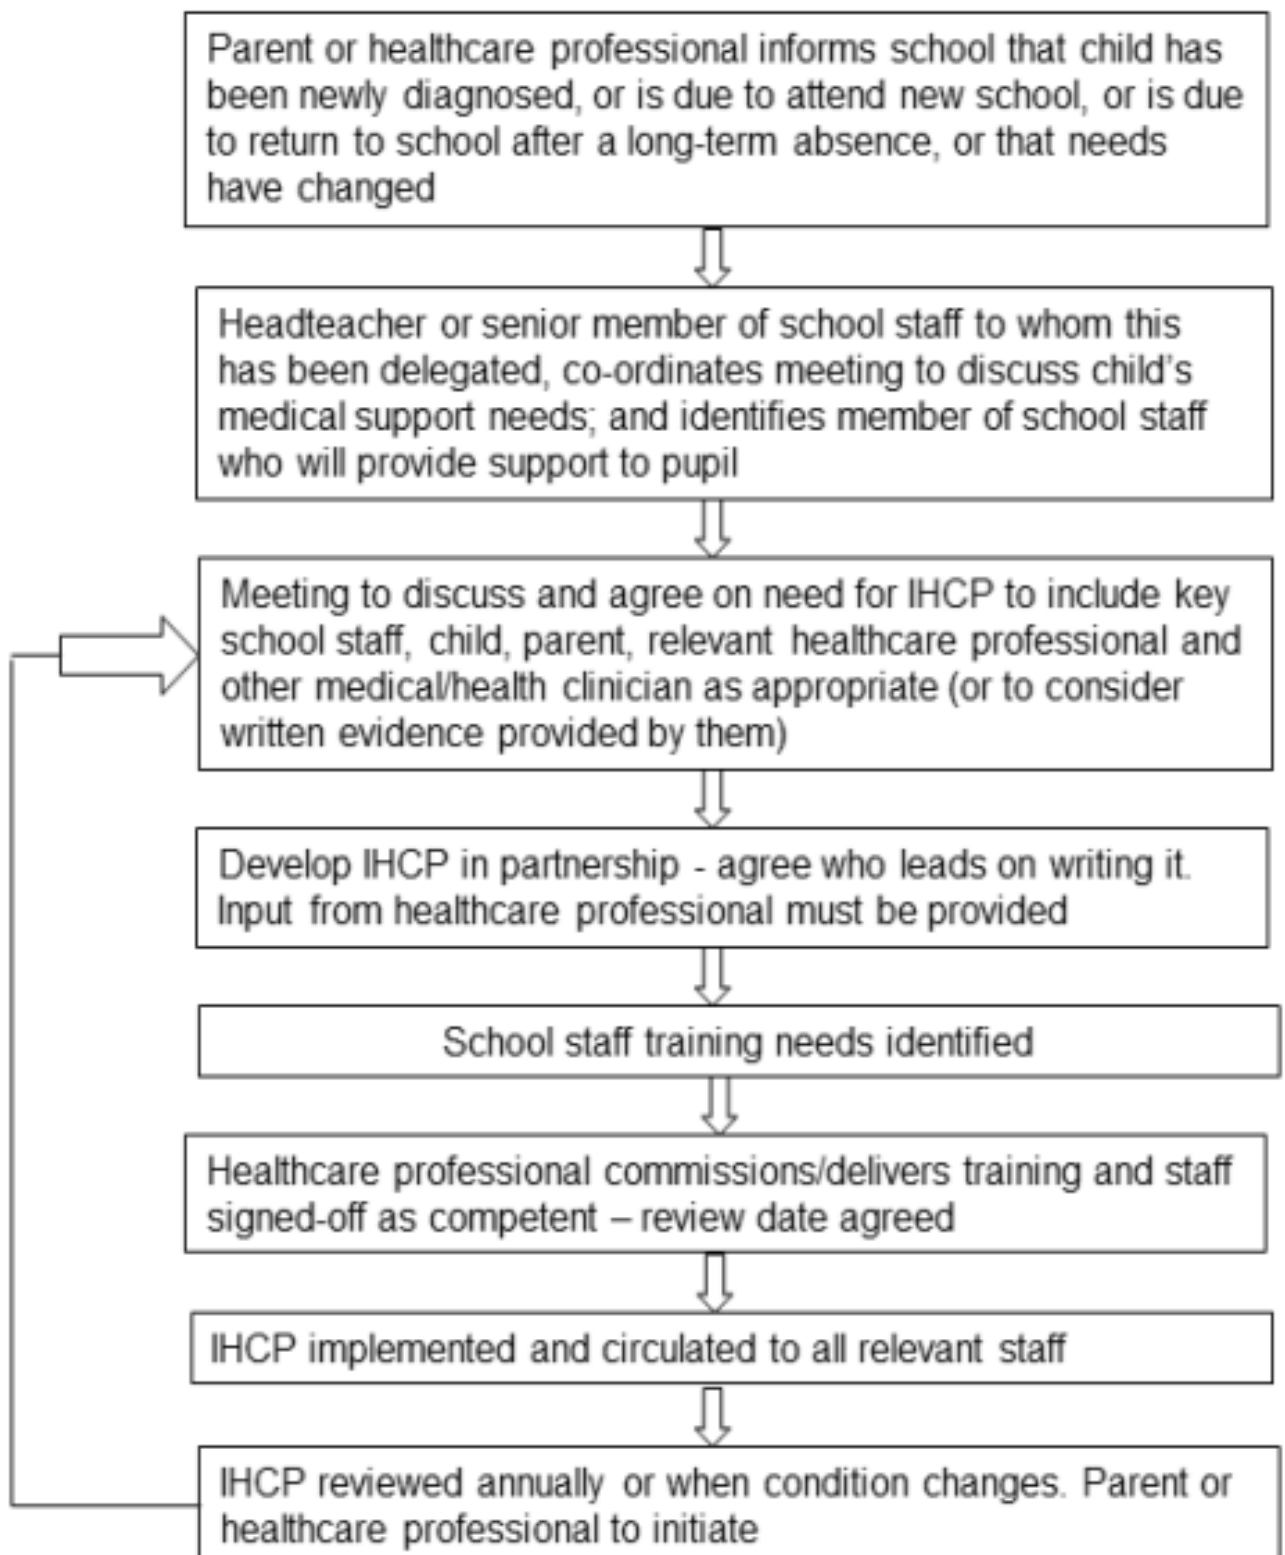 Parent or healthcare professional informs school that child has
been newly diagnosed, or is due to attend new school, or is due
to return to school after a long-term absence, or that needs
have changed
Headteacher or senior member of school staff to whom this
has been delegated, co-ordinates meeting to discuss child's
medical support needs; and identifies member of school staff
who will provide support to pupil
Meeting to discuss and agree on need for IHCP to include key
school staff, child, parent, relevant healthcare professional and
other medical/health clinician as appropriate (or to consider
written evidence provided by them)
Develop IHCP in partnership - agree who leads on writing it.
Input from healthcare professional must be provided
School staff training needs identified
Healthcare professional commissions/delivers training and staff
signed-off as competent – review date agreed
IHCP implemented and circulated to all relevant staff
IHCP reviewed annually or when condition changes. Parent or
healthcare professional to initiate